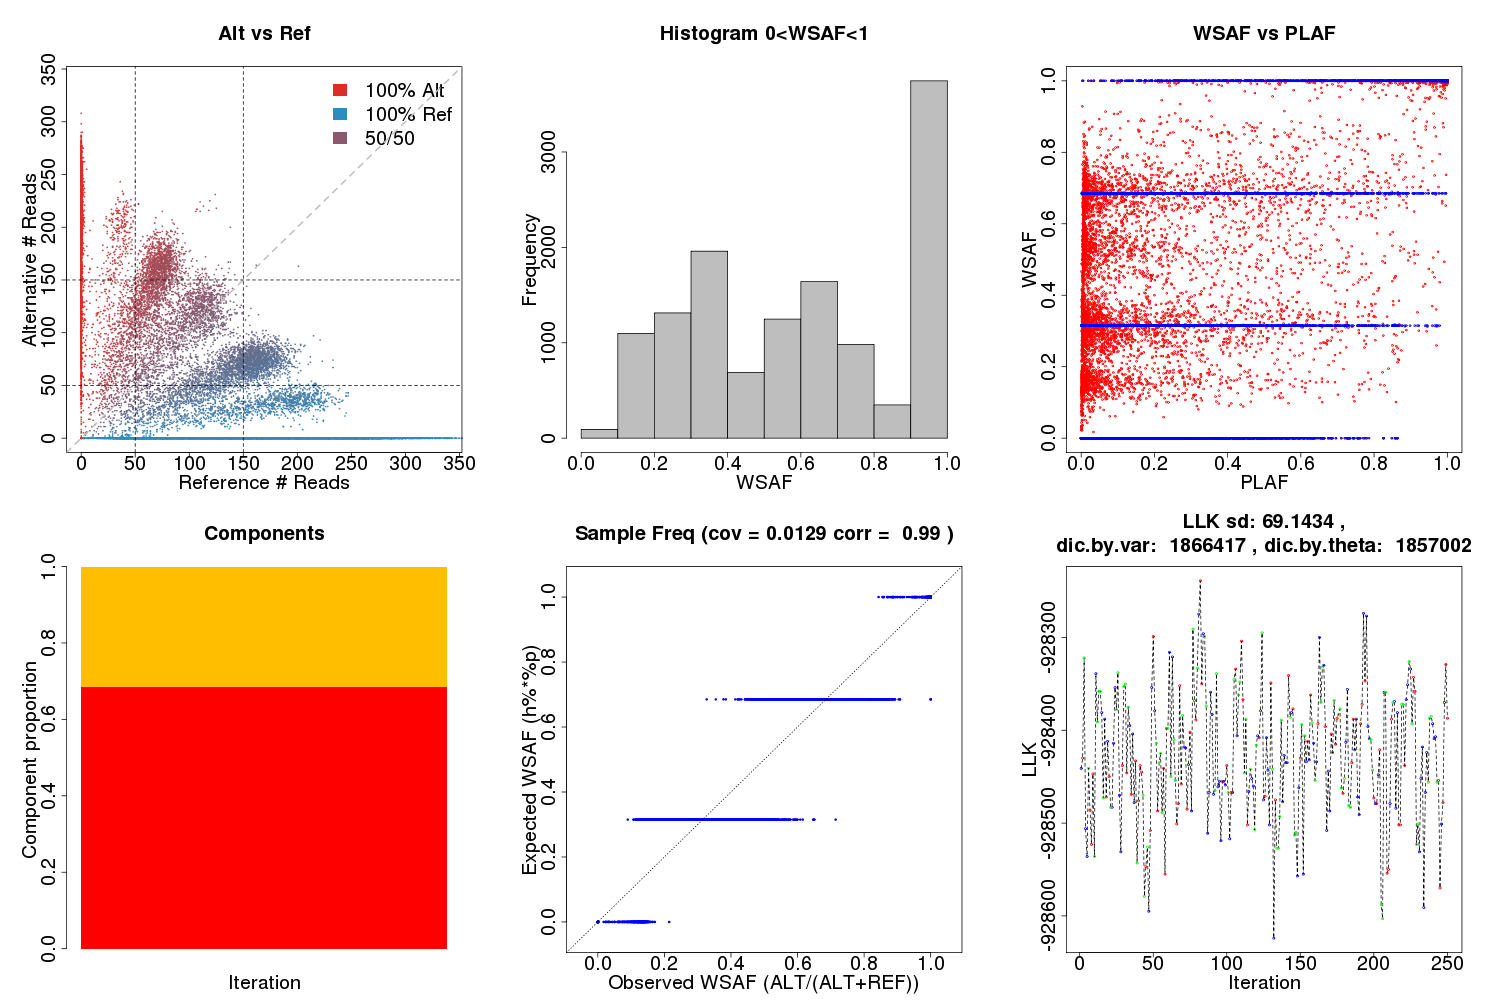 Alt vs Ref
100% Alt
100% Ref
50/50
Alternative # Reads
0 50 100 150 200 250 300 350
0 50 100 150 200 250 300 350
Reference # Reads
Histogram 0<WSAF<1
Frequency
0 1000 2000 3000
0.0 0.2 0.4 0.6 0.8 1.0
WSAF
WSAF vs PLAF
WSAF
0.0 0.2 0.4 0.6 0.8 1.0
0.0 0.2 0.4 0.6 0.8 1.0
PLAF
Components
Component proportion
0.0 0.2 0.4 0.6 0.8 1.0
Iteration
Sample Freq (cov = 0.0129 corr = 0.99 )
Expected WSAF (h%*%p)
0.0 0.2 0.4 0.6 0.8 1.0
0.0 0.2 0.4 0.6 0.8 1.0
Observed WSAF (ALT/(ALT+REF))
LLK sd: 69.1434 ,
dic.by.var: 1866417 , dic.by.theta: 1857002
LLK
-928600 -928500 -928400 -928300
0 50 100 150 200 250
Iteration